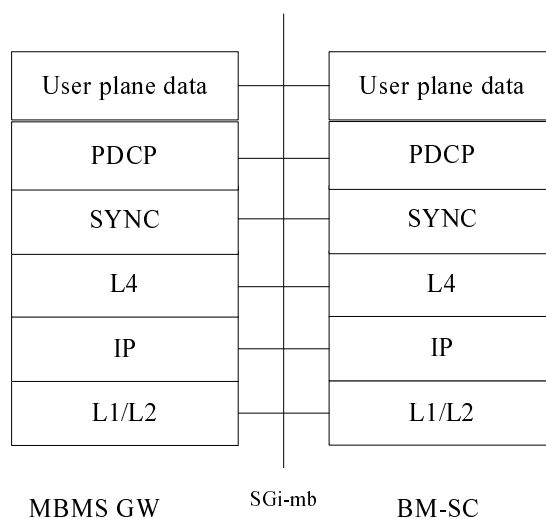 User plane data
User plane data
PDCP
PDCP
SYNC
SYNC
L4
L4
IP
IP
L1/L2
L1/L2
MBMS GW
SGi-mb
BM-SC